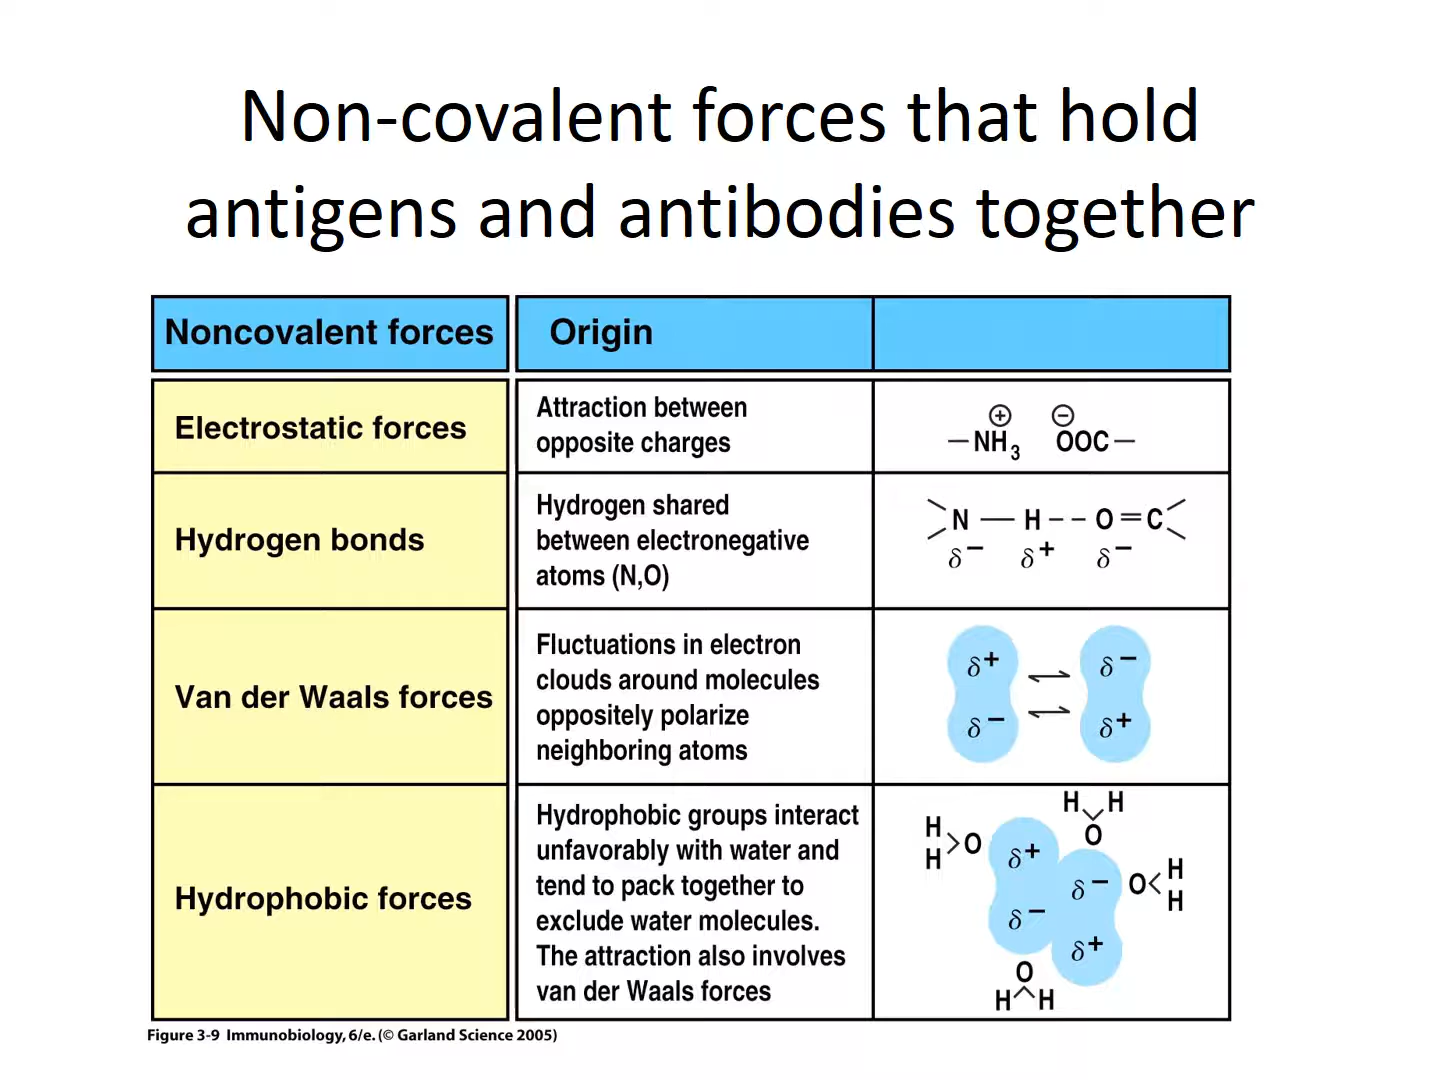 Non-covalent forces that hold
antigens and antibodies together
Noncovalent forces
Origin
Electrostatic forces
Attraction between
opposite charges
⊕ ⊖
—NH3 OOC—
Hydrogen bonds
Hydrogen shared
between electronegative
atoms (N,O)
N — H - - O = C
δ− δ+ δ−
Van der Waals forces
Fluctuations in electron
clouds around molecules
oppositely polarize
neighboring atoms
δ+ δ−
δ− δ+
Hydrophobic forces
Hydrophobic groups interact
unfavorably with water and
tend to pack together to
exclude water molecules.
The attraction also involves
van der Waals forces
H H
O
H
H
O
δ+
δ−
δ−
δ+
O
H
H
O
H H
Figure 3-9 Immunobiology, 6/e. (© Garland Science 2005)